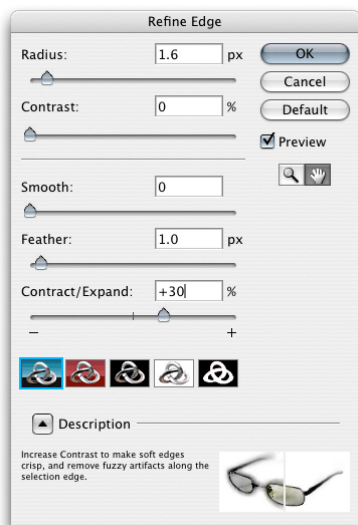 Refine Edge
Radius: 1.6 px
OK
Cancel
Contrast: 0 %
Default
Preview
Smooth: 0
Feather: 1.0 px
Contract/Expand: +30 %
− +
Description
Increase Contrast to make soft edges
crisp, and remove fuzzy artifacts along the
selection edge.